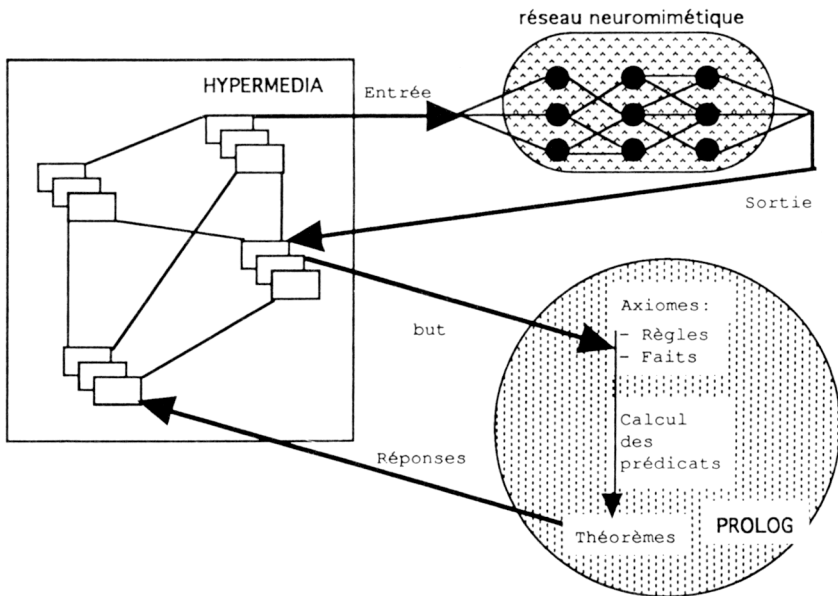 réseau neuromimétique
HYPERMEDIA
Entrée
Sortie
but
Axiomes:
- Règles
- Faits
Calcul
des
prédicats
Réponses
Théorèmes
PROLOG